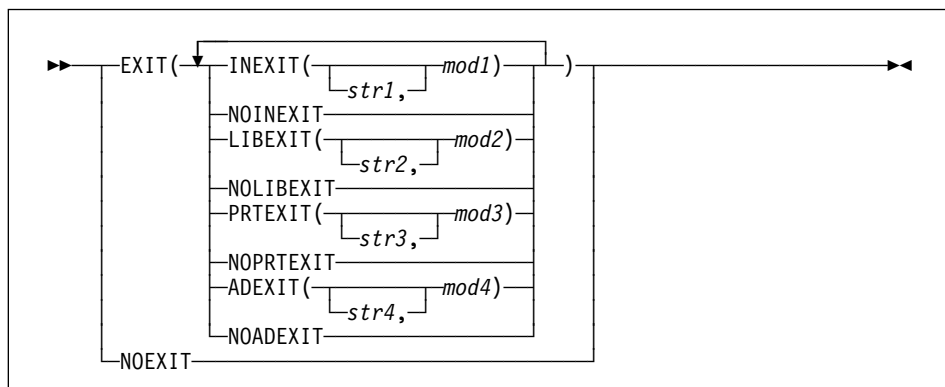 EXIT( INEXIT( mod1) )
str1,
NOINEXIT
LIBEXIT( mod2)
str2,
NOLIBEXIT
PRTEXIT( mod3)
str3,
NOPRTEXIT
ADEXIT( mod4)
str4,
NOADEXIT
NOEXIT